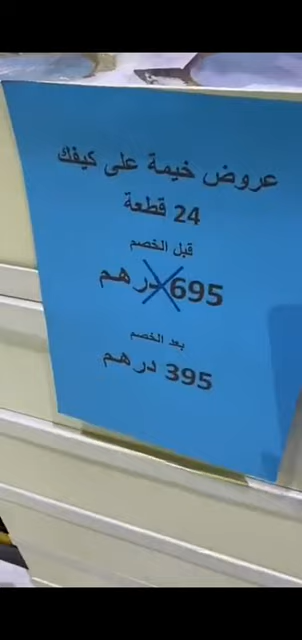 عروض خيمة على كيفك
24 قطعة
قبل الخصم
695 درهم
بعد الخصم
395 درهم